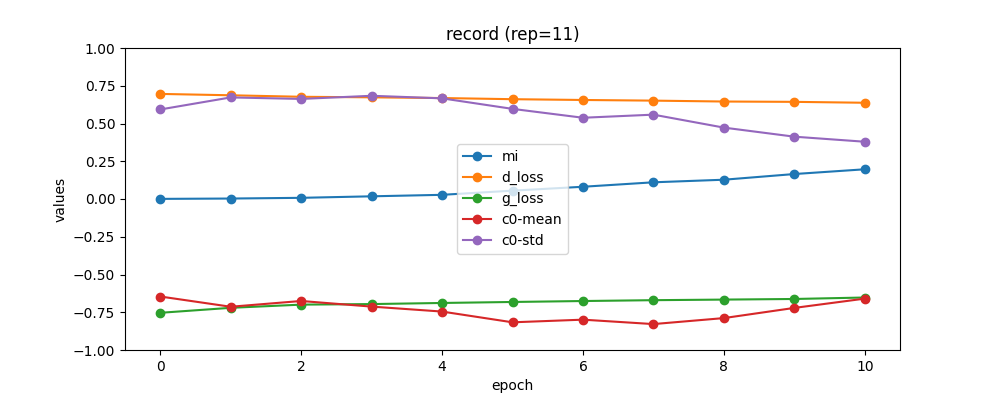 record (rep=11)
1.00
0.75
0.50
0.25
0.00
−0.25
−0.50
−0.75
−1.00
values
mi
d_loss
g_loss
c0-mean
c0-std
0 2 4 6 8 10
epoch